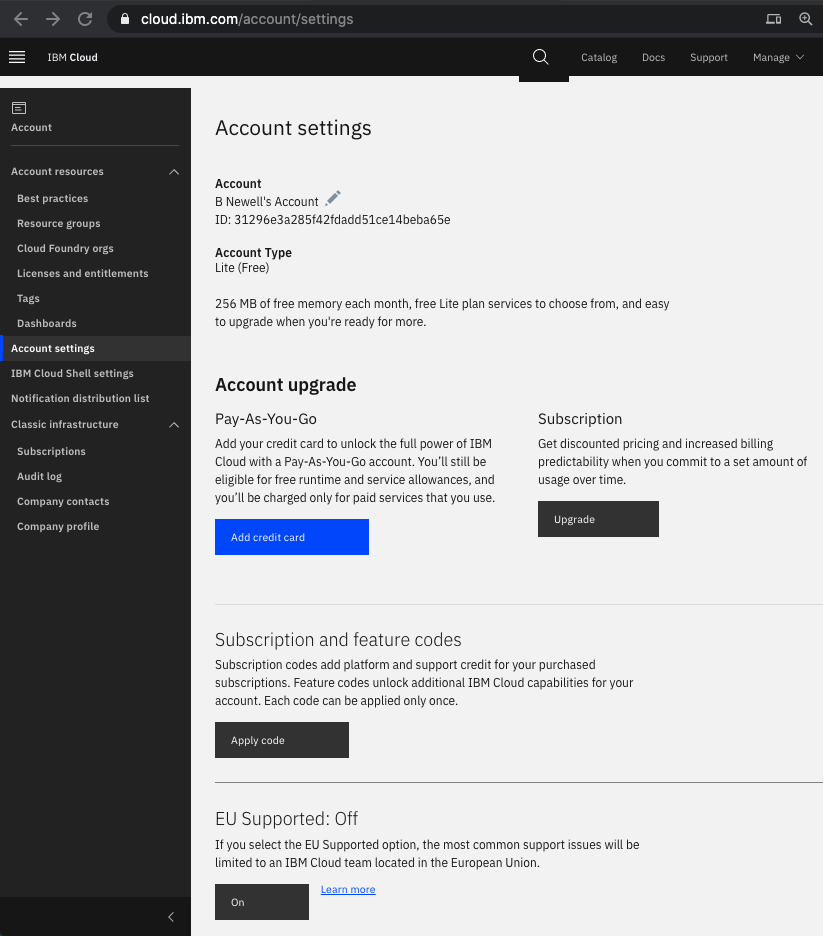 cloud.ibm.com/account/settings
IBM Cloud
Catalog
Docs
Support
Manage
Account
Account resources
Best practices
Resource groups
Cloud Foundry orgs
Licenses and entitlements
Tags
Dashboards
Account settings
IBM Cloud Shell settings
Notification distribution list
Classic infrastructure
Subscriptions
Audit log
Company contacts
Company profile
Account settings
Account
B Newell's Account
ID: 31296e3a285f42fdadd51ce14beba65e
Account Type
Lite (Free)
256 MB of free memory each month, free Lite plan services to choose from, and easy
to upgrade when you're ready for more.
Account upgrade
Pay-As-You-Go
Add your credit card to unlock the full power of IBM
Cloud with a Pay-As-You-Go account. You’ll still be
eligible for free runtime and service allowances, and
you’ll be charged only for paid services that you use.
Add credit card
Subscription
Get discounted pricing and increased billing
predictability when you commit to a set amount of
usage over time.
Upgrade
Subscription and feature codes
Subscription codes add platform and support credit for your purchased
subscriptions. Feature codes unlock additional IBM Cloud capabilities for your
account. Each code can be applied only once.
Apply code
EU Supported: Off
If you select the EU Supported option, the most common support issues will be
limited to an IBM Cloud team located in the European Union.
On
Learn more